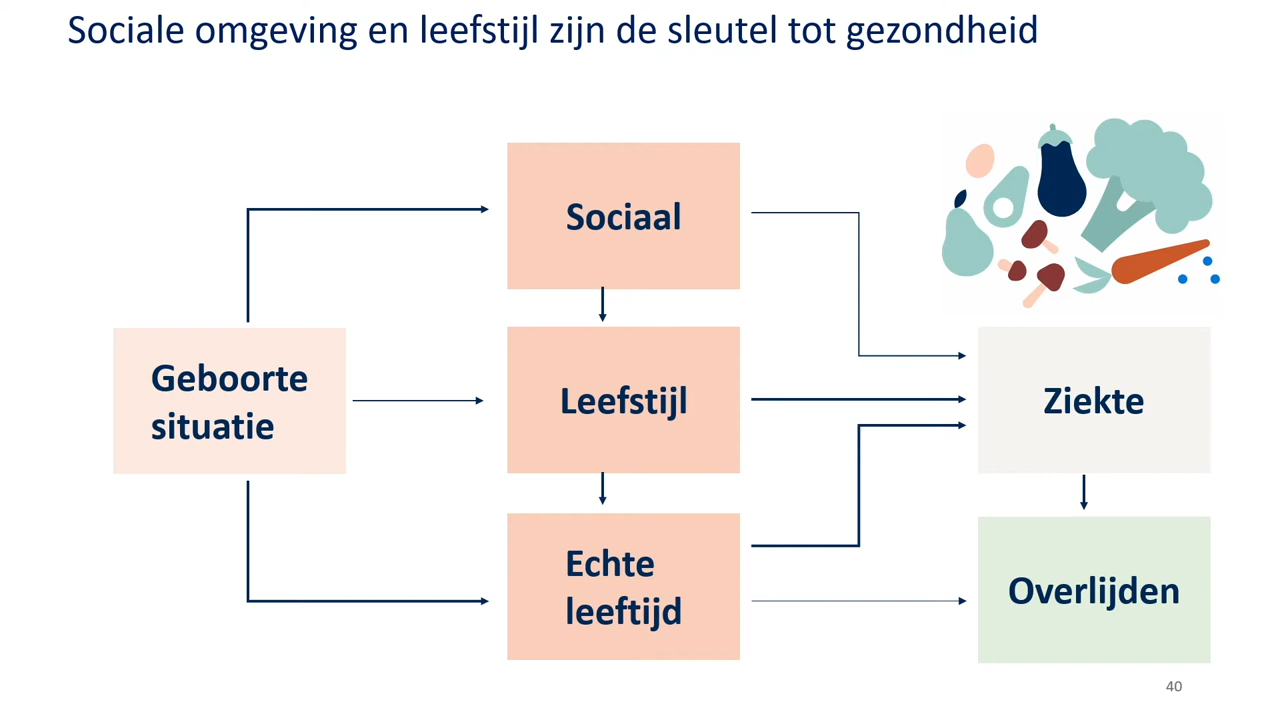 Sociale omgeving en leefstijl zijn de sleutel tot gezondheid
Sociaal
Geboorte
situatie
Leefstijl
Ziekte
Echte
leeftijd
Overlijden
40